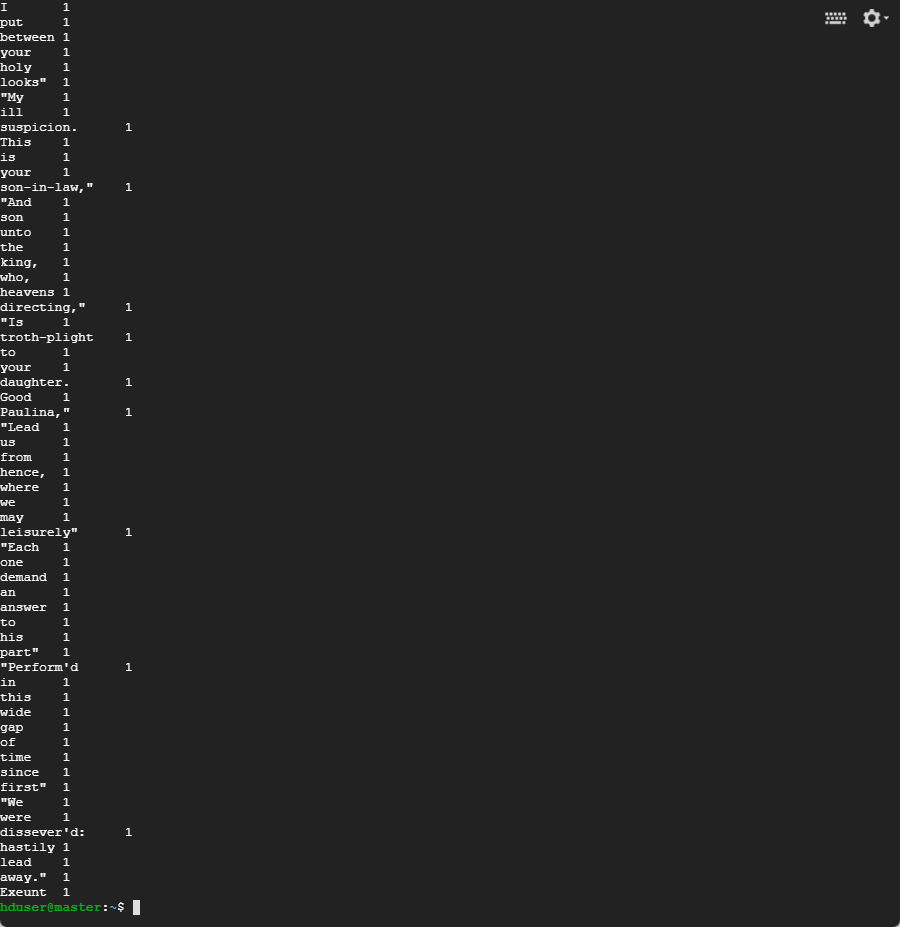 I	1
put	1
between	1
your	1
holy	1
looks"	1
"My	1
ill	1
suspicion.	1
This	1
is	1
your	1
son-in-law,"	1
"And	1
son	1
unto	1
the	1
king,	1
who,	1
heavens	1
directing,"	1
"Is	1
troth-plight	1
to	1
your	1
daughter.	1
Good	1
Paulina,"	1
"Lead	1
us	1
from	1
hence,	1
where	1
we	1
may	1
leisurely"	1
"Each	1
one	1
demand	1
an	1
answer	1
to	1
his	1
part"	1
"Perform'd	1
in	1
this	1
wide	1
gap	1
of	1
time	1
since	1
first"	1
"We	1
were	1
dissever'd:	1
hastily	1
lead	1
away."	1
Exeunt	1
hduser@master:~$